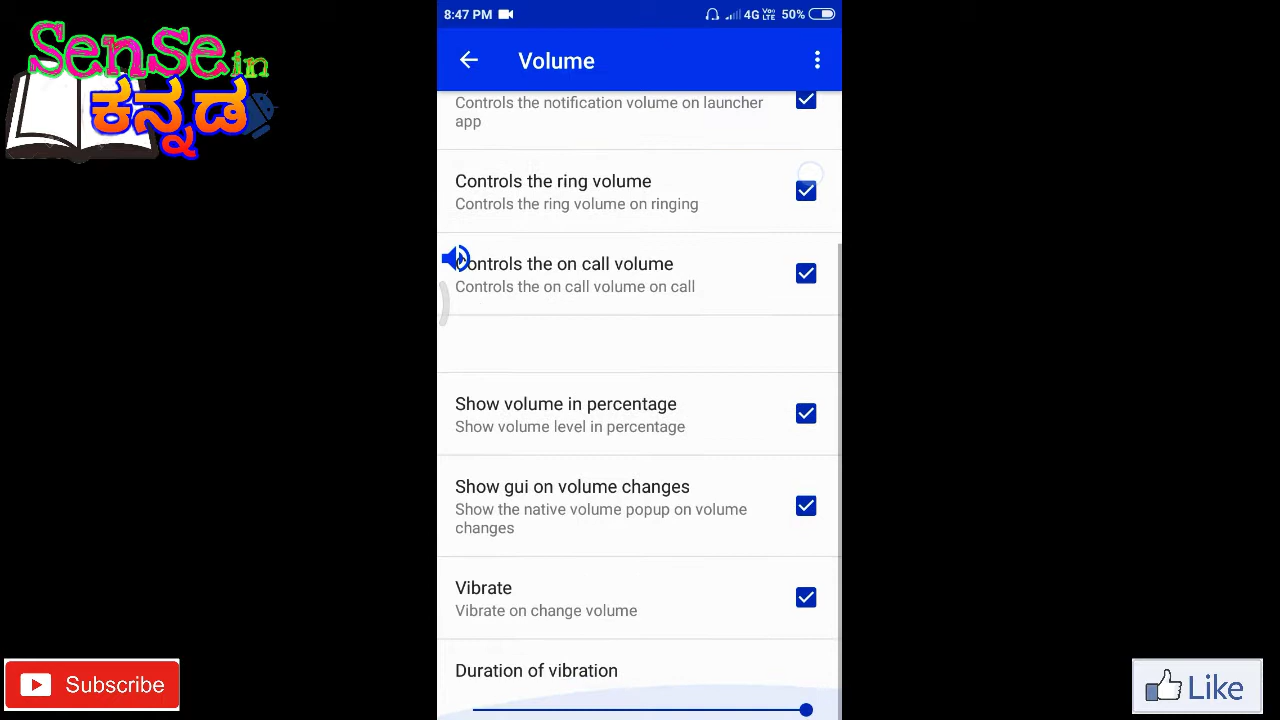 8:47 PM 4G Vo LTE 50%
Sense in
ಕನ್ನಡ
Volume
Controls the notification volume on launcher
app
Controls the ring volume
Controls the ring volume on ringing
ontrols the on call volume
Controls the on call volume on call
Show volume in percentage
Show volume level in percentage
Show gui on volume changes
Show the native volume popup on volume
changes
Vibrate
Vibrate on change volume
Duration of vibration
Subscribe
Like